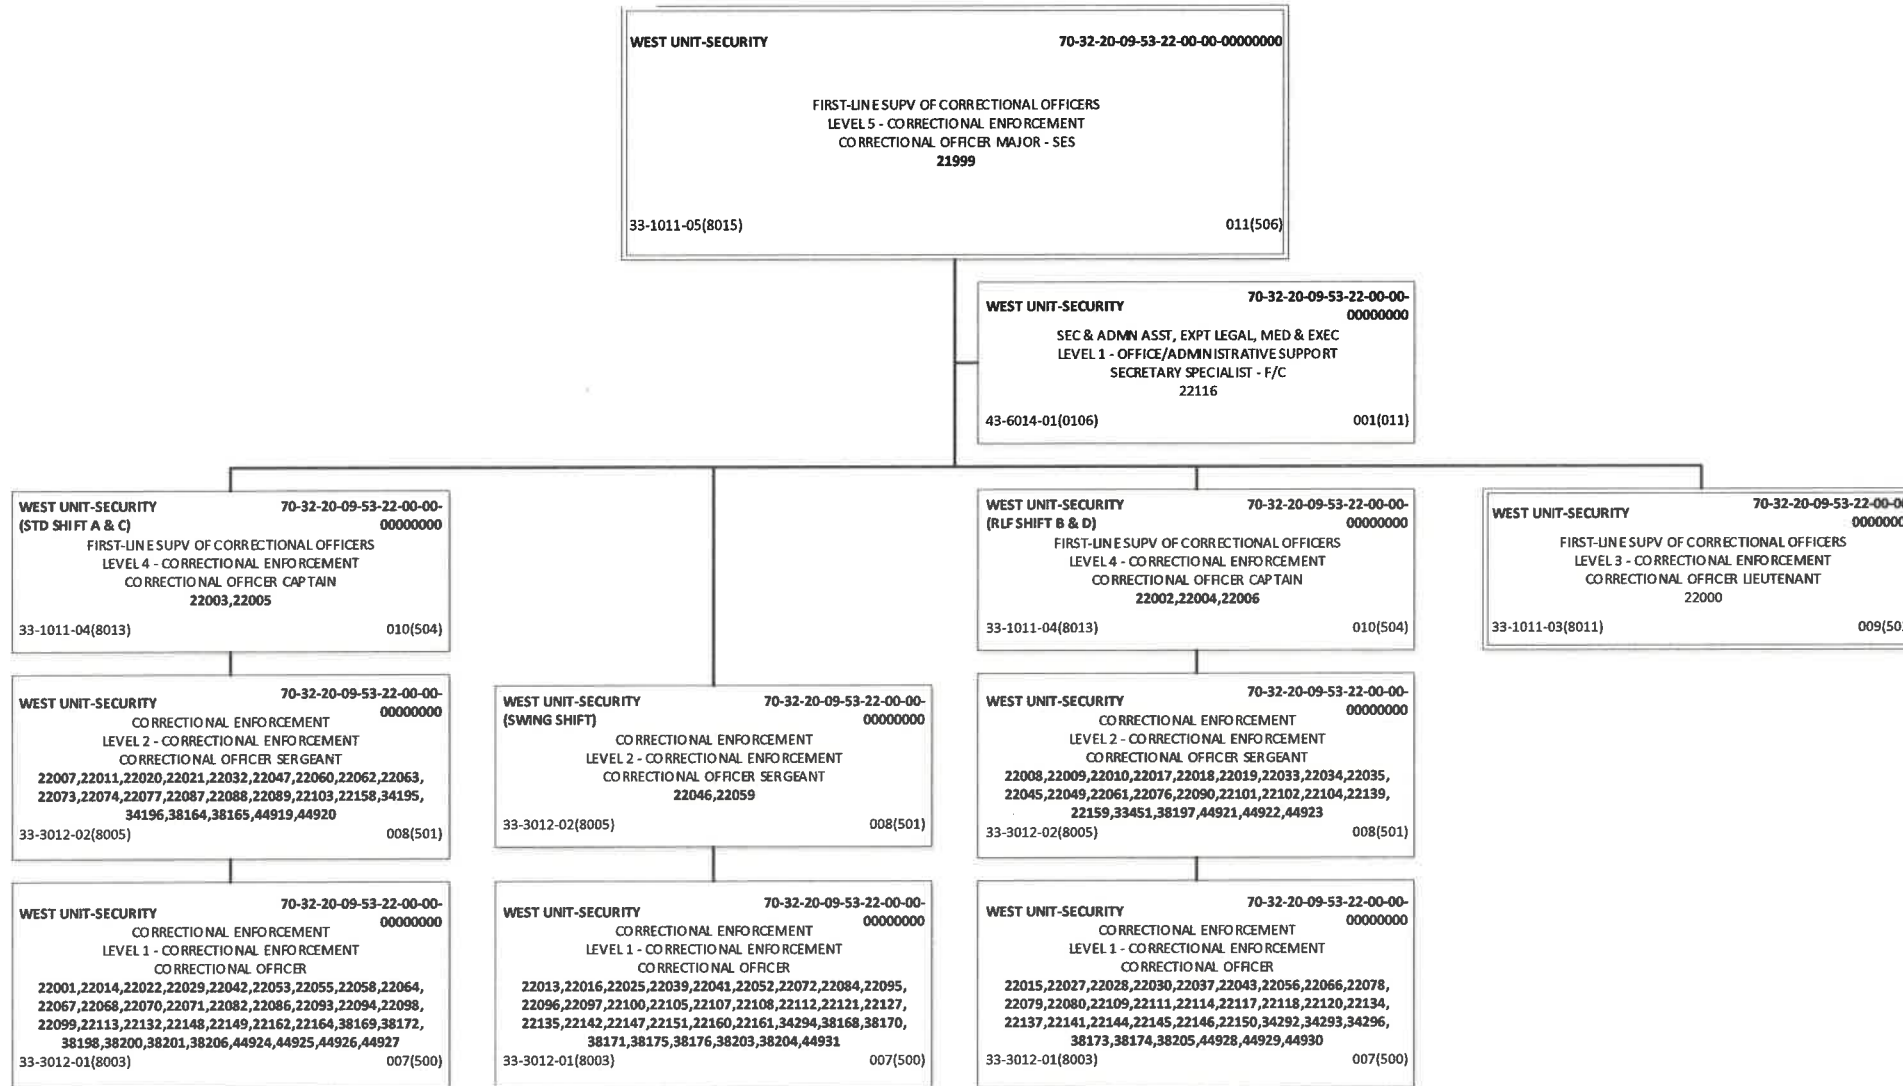 WEST UNIT-SECURITY 70-32-20-09-53-22-00-00-00000000
FIRST-LINE SUPV OF CORRECTIONAL OFFICERS
LEVEL 5 - CORRECTIONAL ENFORCEMENT
CORRECTIONAL OFFICER MAJOR - SES
21999
33-1011-05(8015) 011(506)
WEST UNIT-SECURITY 70-32-20-09-53-22-00-00-
00000000
SEC & ADMN ASST, EXPT LEGAL, MED & EXEC
LEVEL 1 - OFFICE/ADMINISTRATIVE SUPPORT
SECRETARY SPECIALIST - F/C
22116
43-6014-01(0106) 001(011)
WEST UNIT-SECURITY 70-32-20-09-53-22-00-00-
(STD SHIFT A & C) 00000000
FIRST-LINE SUPV OF CORRECTIONAL OFFICERS
LEVEL 4 - CORRECTIONAL ENFORCEMENT
CORRECTIONAL OFFICER CAPTAIN
22003,22005
33-1011-04(8013) 010(504)
WEST UNIT-SECURITY 70-32-20-09-53-22-00-00-
(RLF SHIFT B & D) 00000000
FIRST-LINE SUPV OF CORRECTIONAL OFFICERS
LEVEL 4 - CORRECTIONAL ENFORCEMENT
CORRECTIONAL OFFICER CAPTAIN
22002,22004,22006
33-1011-04(8013) 010(504)
WEST UNIT-SECURITY 70-32-20-09-53-22-00-00
0000000
FIRST-LINE SUPV OF CORRECTIONAL OFFICERS
LEVEL 3 - CORRECTIONAL ENFORCEMENT
CORRECTIONAL OFFICER LIEUTENANT
22000
33-1011-03(8011) 009(50
WEST UNIT-SECURITY 70-32-20-09-53-22-00-00-
00000000
CORRECTIONAL ENFORCEMENT
LEVEL 2 - CORRECTIONAL ENFORCEMENT
CORRECTIONAL OFFICER SERGEANT
22007,22011,22020,22021,22032,22047,22060,22062,22063,
22073,22074,22077,22087,22088,22089,22103,22158,34195,
34196,38164,38165,44919,44920
33-3012-02(8005) 008(501)
WEST UNIT-SECURITY 70-32-20-09-53-22-00-00-
(SWING SHIFT) 00000000
CORRECTIONAL ENFORCEMENT
LEVEL 2 - CORRECTIONAL ENFORCEMENT
CORRECTIONAL OFFICER SERGEANT
22046,22059
33-3012-02(8005) 008(501)
WEST UNIT-SECURITY 70-32-20-09-53-22-00-00-
00000000
CORRECTIONAL ENFORCEMENT
LEVEL 2 - CORRECTIONAL ENFORCEMENT
CORRECTIONAL OFFICER SERGEANT
22008,22009,22010,22017,22018,22019,22033,22034,22035,
22045,22049,22061,22076,22090,22101,22102,22104,22139,
22159,33451,38197,44921,44922,44923
33-3012-02(8005) 008(501)
WEST UNIT-SECURITY 70-32-20-09-53-22-00-00-
00000000
CORRECTIONAL ENFORCEMENT
LEVEL 1 - CORRECTIONAL ENFORCEMENT
CORRECTIONAL OFFICER
22001,22014,22022,22029,22042,22053,22055,22058,22064,
22067,22068,22070,22071,22082,22086,22093,22094,22098,
22099,22113,22132,22148,22149,22162,22164,38169,38172,
38198,38200,38201,38206,44924,44925,44926,44927
33-3012-01(8003) 007(500)
WEST UNIT-SECURITY 70-32-20-09-53-22-00-00-
00000000
CORRECTIONAL ENFORCEMENT
LEVEL 1 - CORRECTIONAL ENFORCEMENT
CORRECTIONAL OFFICER
22013,22016,22025,22039,22041,22052,22072,22084,22095,
22096,22097,22100,22105,22107,22108,22112,22121,22127,
22135,22142,22147,22151,22160,22161,34294,38168,38170,
38171,38175,38176,38203,38204,44931
33-3012-01(8003) 007(500)
WEST UNIT-SECURITY 70-32-20-09-53-22-00-00-
00000000
CORRECTIONAL ENFORCEMENT
LEVEL 1 - CORRECTIONAL ENFORCEMENT
CORRECTIONAL OFFICER
22015,22027,22028,22030,22037,22043,22056,22066,22078,
22079,22080,22109,22111,22114,22117,22118,22120,22134,
22137,22141,22144,22145,22146,22150,34292,34293,34296,
38173,38174,38205,44928,44929,44930
33-3012-01(8003) 007(500)